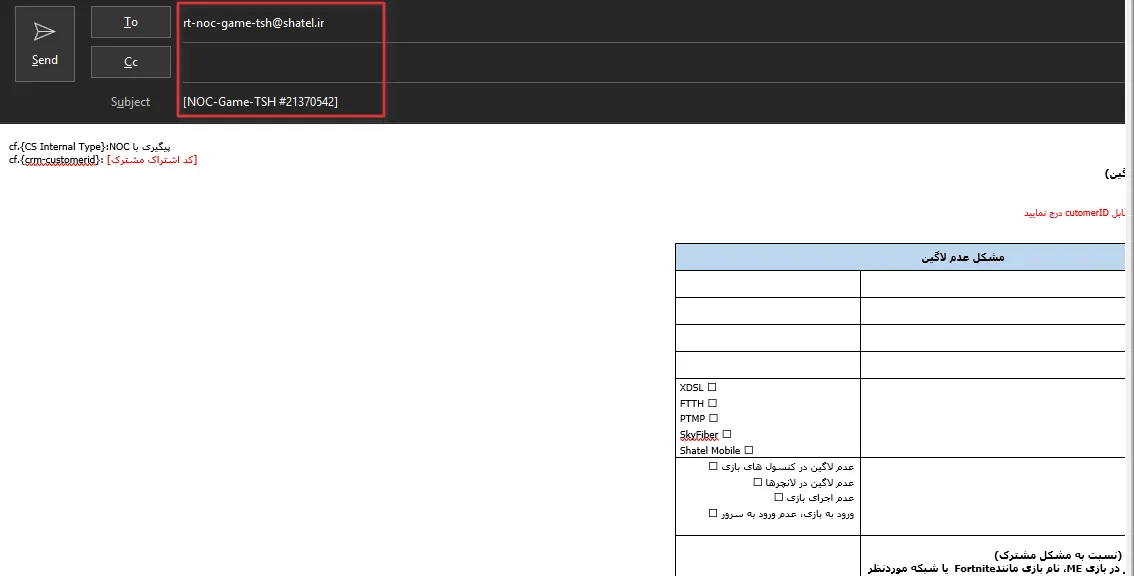 To
rt-noc-game-tsh@shatel.ir
Send
Cc
Subject
[NOC-Game-TSH #21370542]
cf.{CS Internal Type}:NOC پیگیری با
cf.{crm-customerid}: [کد اشتراک مشترک]
گین)
cutomerID درج نمایید
مشکل عدم لاگین
XDSL ☐
FTTH ☐
PTMP ☐
SkyFiber ☐
Shatel Mobile ☐
عدم لاگین در کنسول های بازی ☐
عدم لاگین در لانچرها ☐
عدم اجرای بازی ☐
ورود به بازی، عدم ورود به سرور ☐
(نسبت به مشکل مشترک)
در بازی ME، نام بازی مانندFortnite یا شبکه موردنظر